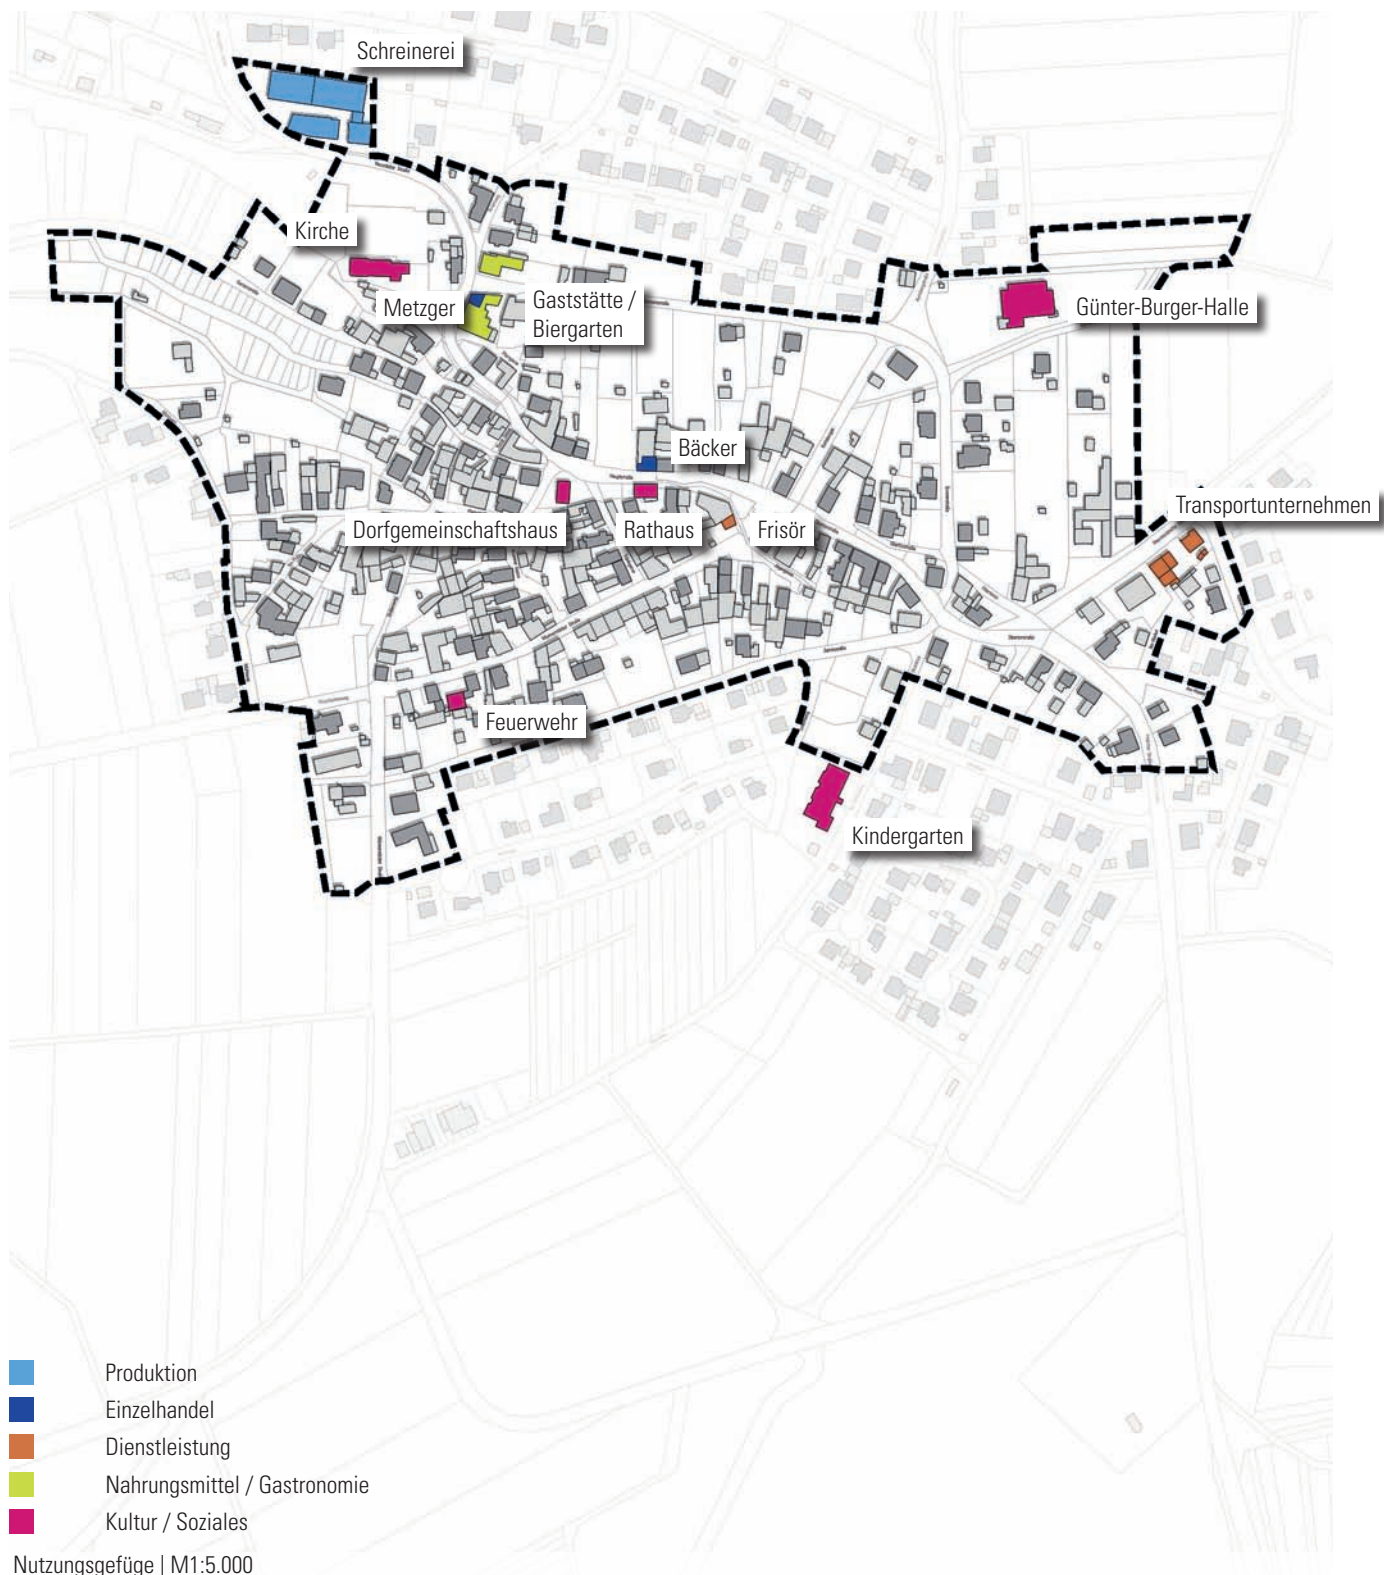 Schreinerei
Kirche
Metzger
Gaststätte /
Biergarten
Günter-Burger-Halle
Bäcker
Transportunternehmen
Dorfgemeinschaftshaus
Rathaus
Frisör
Feuerwehr
Kindergarten
Produktion
Einzelhandel
Dienstleistung
Nahrungsmittel / Gastronomie
Kultur / Soziales
Nutzungsgefüge | M1:5.000